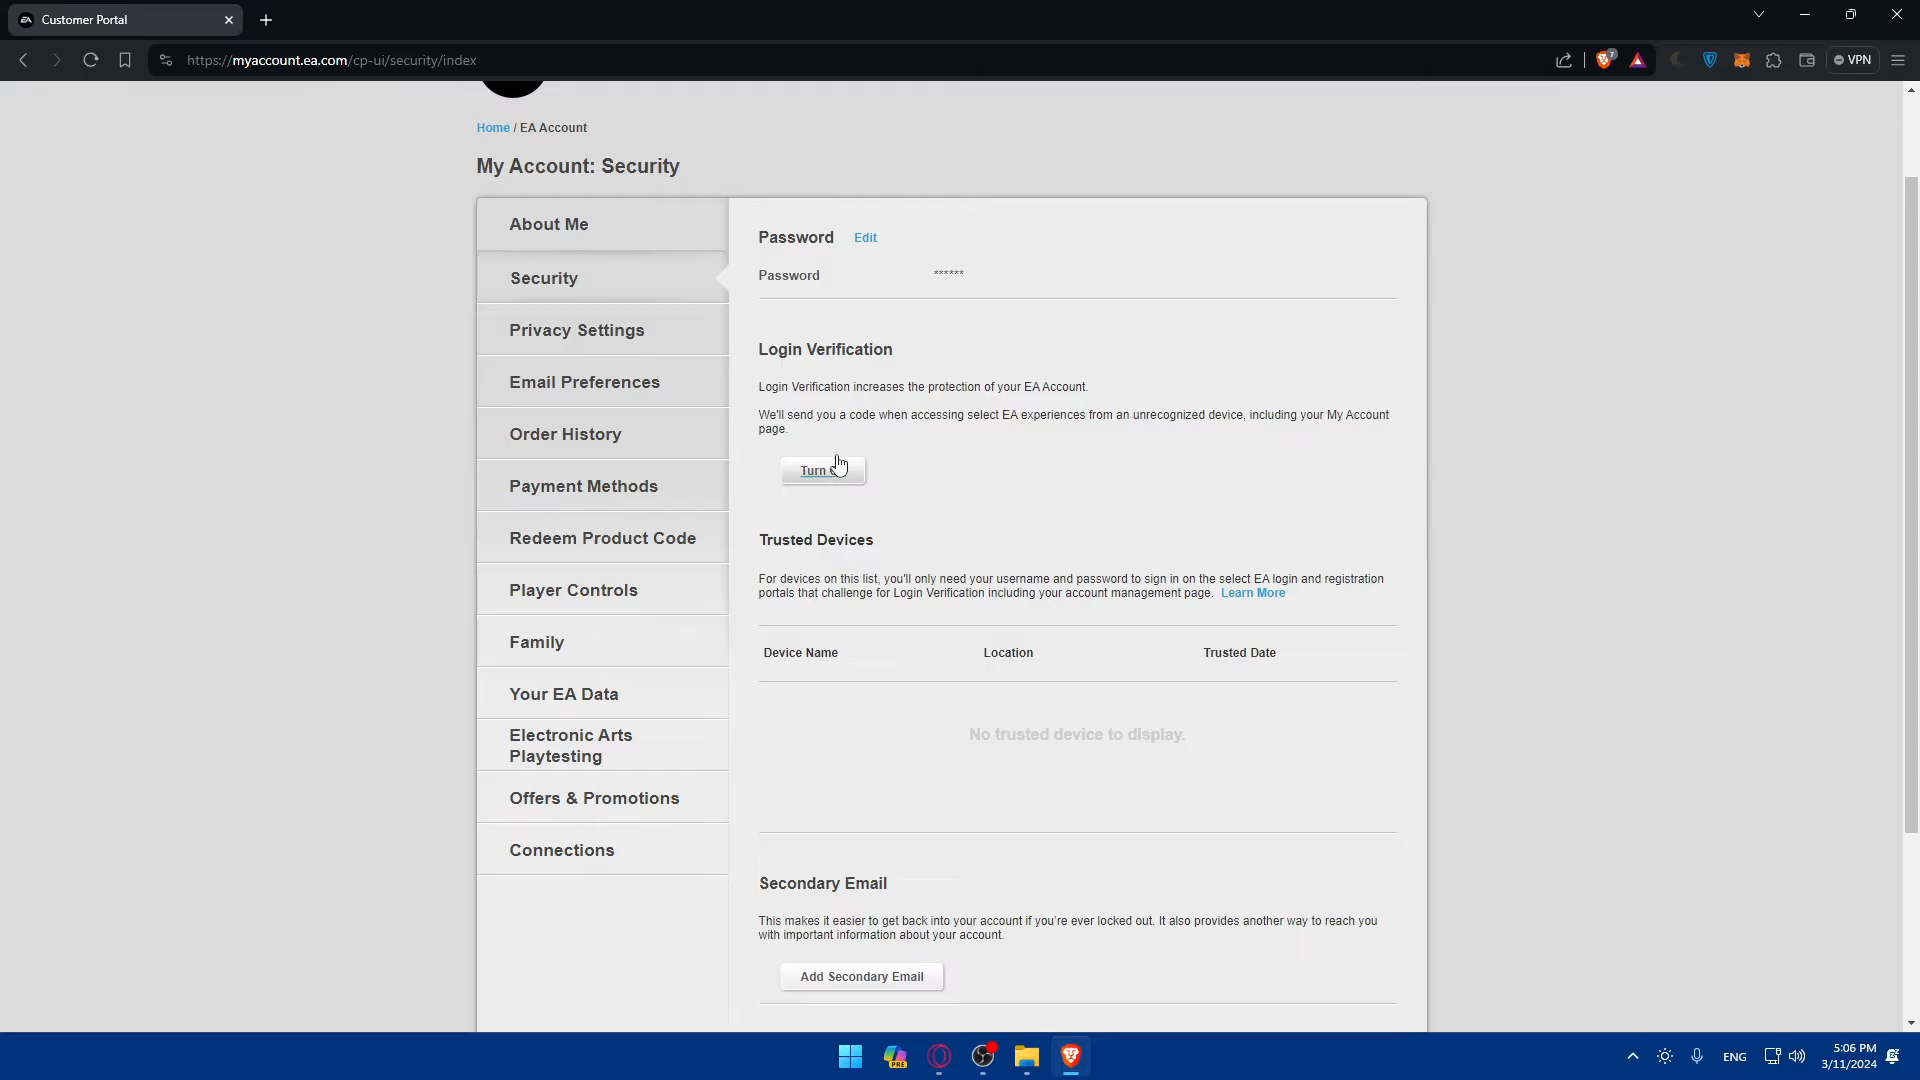 Customer Portal
https://myaccount.ea.com/cp-ui/security/index
7
VPN
Home / EA Account
My Account: Security
About Me
Security
Privacy Settings
Email Preferences
Order History
Payment Methods
Redeem Product Code
Player Controls
Family
Your EA Data
Electronic Arts
Playtesting
Offers & Promotions
Connections
Password Edit
Password ******
Login Verification
Login Verification increases the protection of your EA Account.
We'll send you a code when accessing select EA experiences from an unrecognized device, including your My Account
page.
Turn
Trusted Devices
For devices on this list, you'll only need your username and password to sign in on the select EA login and registration
portals that challenge for Login Verification including your account management page. Learn More
Device Name Location Trusted Date
No trusted device to display.
Secondary Email
This makes it easier to get back into your account if you're ever locked out. It also provides another way to reach you
with important information about your account.
Add Secondary Email
PRE
ENG
5:06 PM
3/11/2024